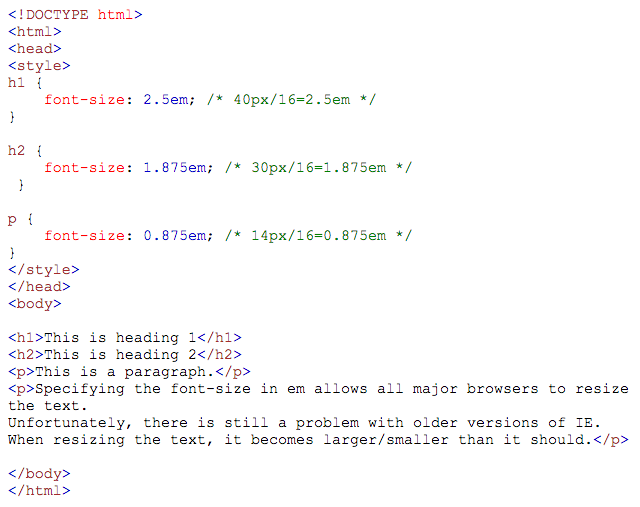 <!DOCTYPE html>
<html>
<head>
<style>
h1 {
    font-size: 2.5em; /* 40px/16=2.5em */
}

h2 {
    font-size: 1.875em; /* 30px/16=1.875em */
 }

p {
    font-size: 0.875em; /* 14px/16=0.875em */
}
</style>
</head>
<body>

<h1>This is heading 1</h1>
<h2>This is heading 2</h2>
<p>This is a paragraph.</p>
<p>Specifying the font-size in em allows all major browsers to resize
the text.
Unfortunately, there is still a problem with older versions of IE.
When resizing the text, it becomes larger/smaller than it should.</p>

</body>
</html>